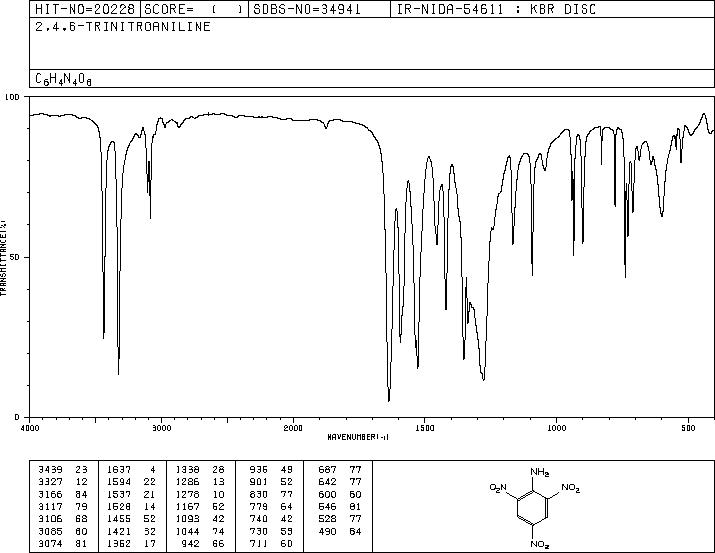 HIT-NO=20228 SCORE= ( ) SDBS-NO=34941 IR-NIDA-54611 : KBR DISC
2,4,6-TRINITROANILINE
C6H4N4O6
100
50
0
TRANSMITTANCE(%)
4000 3000 2000 1500 1000 500
WAVENUMBER(-1)
3439 23 1637 4 1338 28 936 49 687 77
3327 12 1594 22 1286 13 901 52 642 77
3166 84 1537 21 1278 10 830 77 600 60
3117 79 1528 14 1167 52 779 64 546 81
3106 68 1455 52 1093 42 740 42 528 77
3085 60 1421 32 1044 74 730 55 490 84
3074 81 1352 17 942 66 711 60
NH2
O2N NO2
NO2